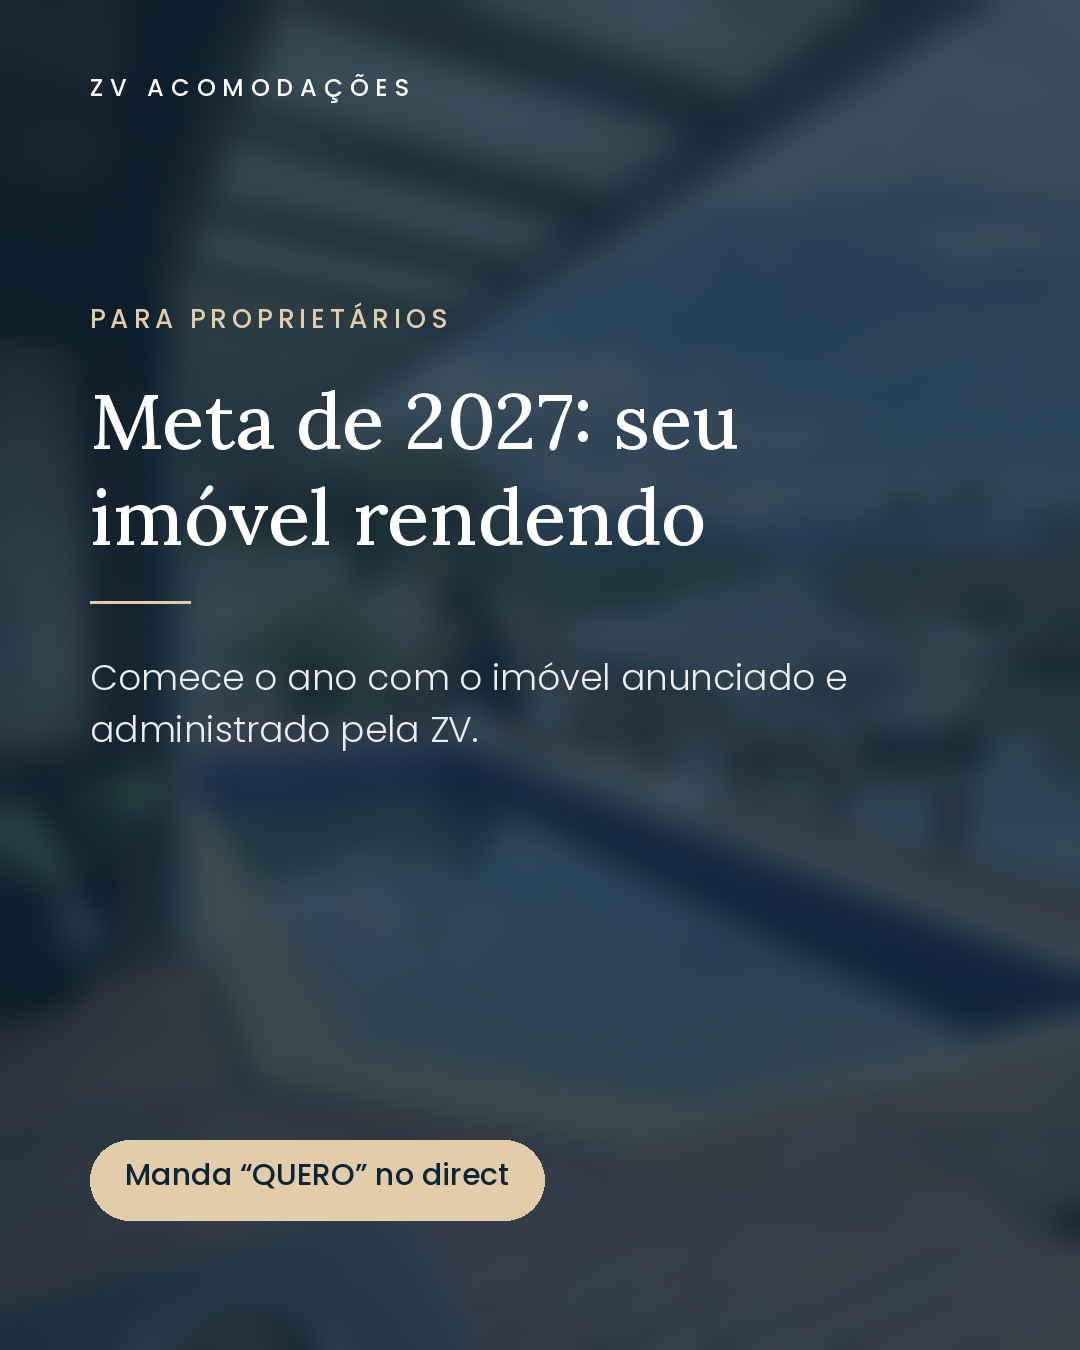 ZV ACOMODAÇÕES
PARA PROPRIETÁRIOS
Meta de 2027: seu
imóvel rendendo
Comece o ano com o imóvel anunciado e
administrado pela ZV.
Manda “QUERO” no direct